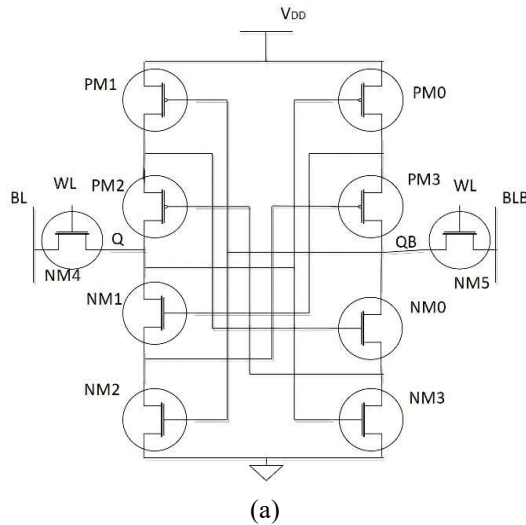 VDD
PM1
PM0
PM2
PM3
BL
WL
WL
BLB
Q
QB
NM4
NM5
NM1
NM0
NM2
NM3
(a)